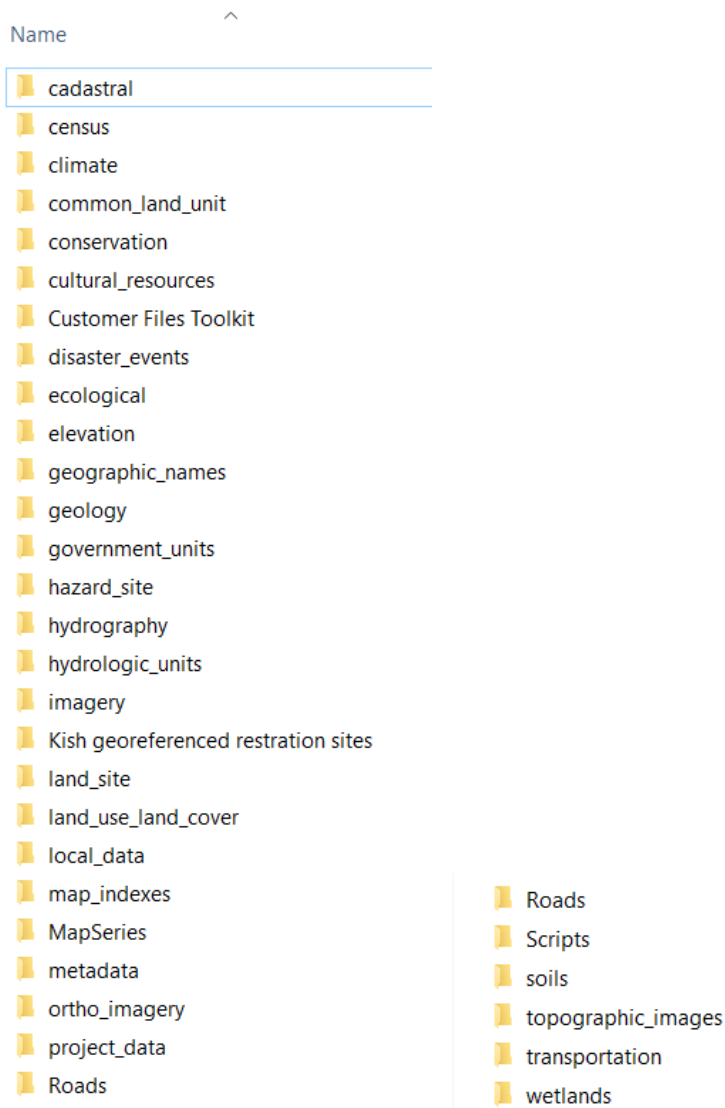 Name
cadastral
census
climate
common_land_unit
conservation
cultural_resources
Customer Files Toolkit
disaster_events
ecological
elevation
geographic_names
geology
government_units
hazard_site
hydrography
hydrologic_units
imagery
Kish georeferenced restration sites
land_site
land_use_land_cover
local_data
map_indexes
MapSeries
metadata
ortho_imagery
project_data
Roads
Roads
Scripts
soils
topographic_images
transportation
wetlands